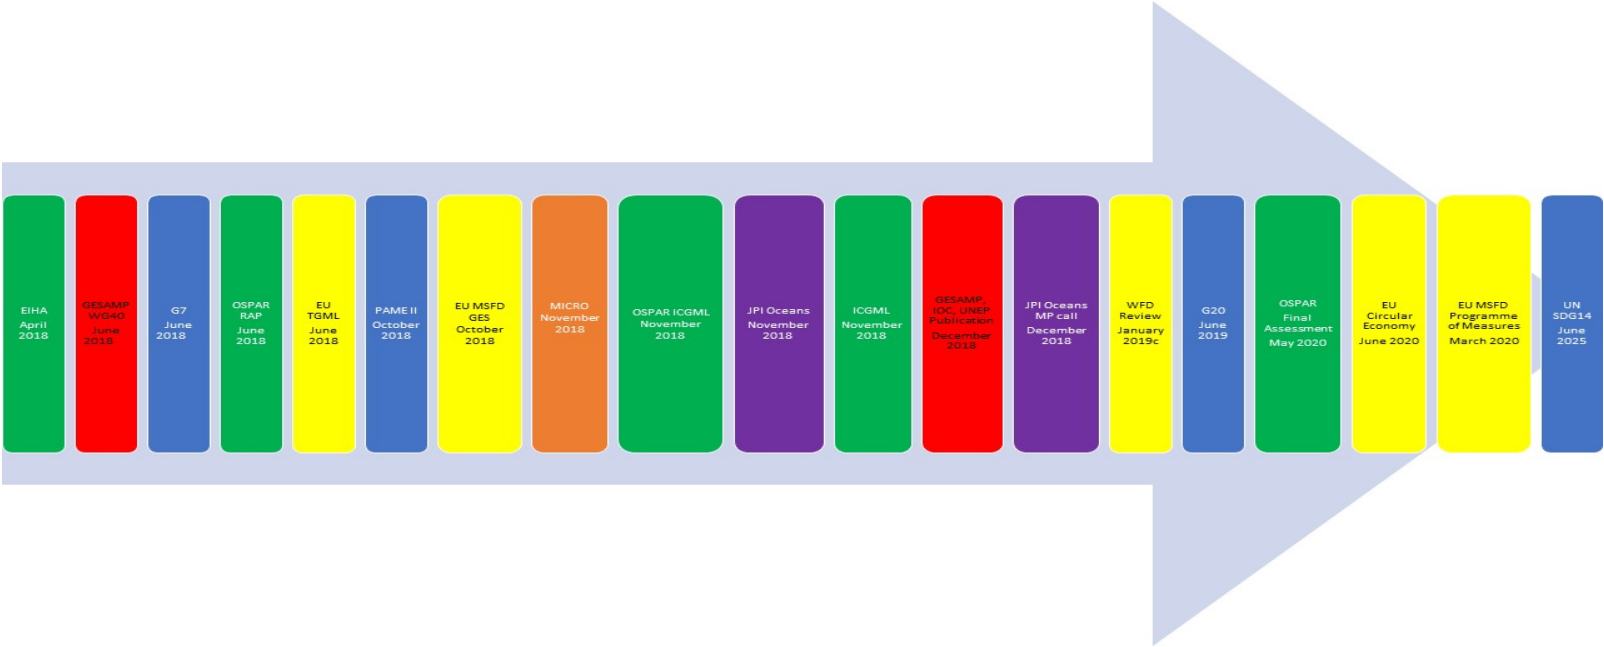 EIHA
April
2018
GESAMP
WG40
June
2018
G7
June
2018
OSPAR
RAP
June
2018
EU
TGML
June
2018
PAME II
October
2018
EU MSFD
GES
October
2018
MICRO
November
2018
OSPAR ICGML
November
2018
JPI Oceans
November
2018
ICGML
November
2018
GESAMP,
IOC, UNEP
Publication
December
2018
JPI Oceans
MP call
December
2018
WFD
Review
January
2019c
G20
June
2019
OSPAR
Final
Assessment
May 2020
EU
Circular
Economy
June 2020
EU MSFD
Programme
of Measures
March 2020
UN
SDG14
June
2025